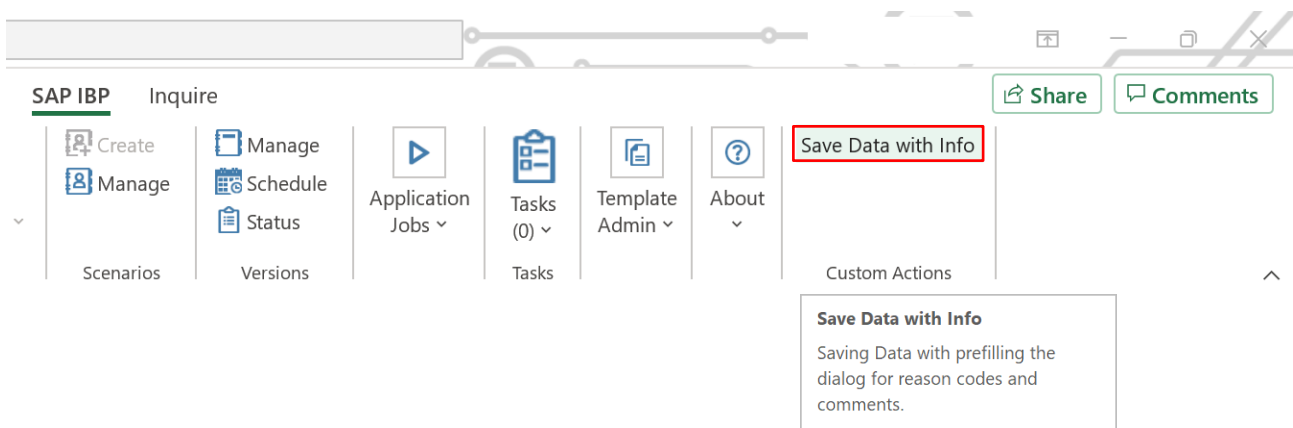 SAP IBP Inquire Share Comments
Create Manage Save Data with Info
Manage Schedule
Application Tasks Template About
Status
Jobs (0) Admin
Scenarios Versions Tasks Custom Actions
Save Data with Info
Saving Data with prefilling the
dialog for reason codes and
comments.